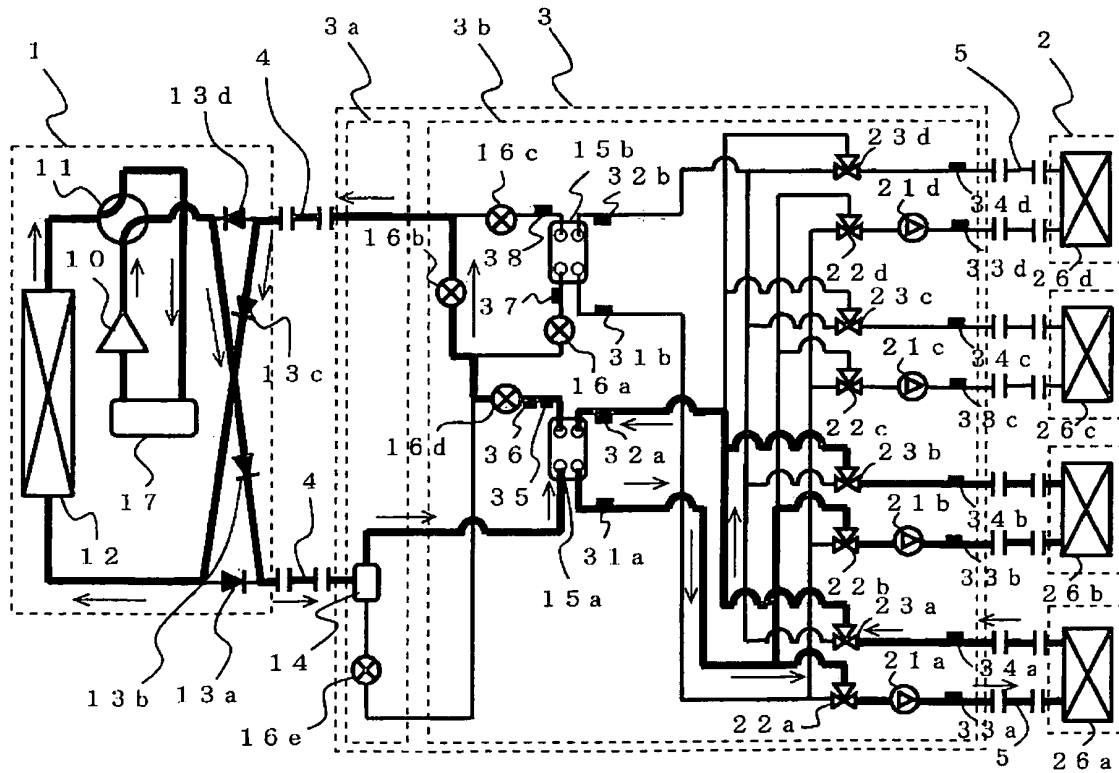 3a 3b 3
1 4 5 2
13d
11
16c 15b 32b 23d
21d
16b 38 34d
10 22d 33d 26d
37 23c
31b 21c
13c 16a 34c
16d 22c 33c
36 32a 26c
17 35 23b
21b
12 4 31a 34b
22b 33b
15a 23a 26b
14 21a 34a
13b 13a
16e 22a 33a
5 26a